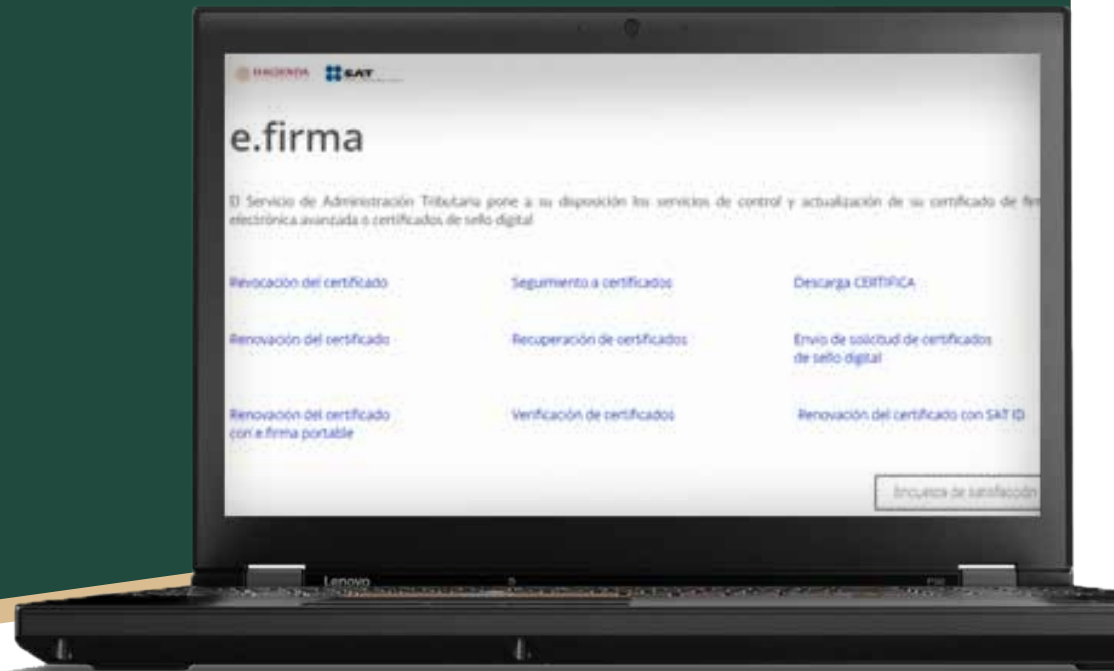 HACIENDA SAT
e.firma
El Servicio de Administración Tributaria pone a su disposición los servicios de control y actualización de su certificado de
electrónica avanzada o certificados de sello digital
Revocación del certificado
Seguimiento a certificados
Descarga CERTIFICA
Renovación del certificado
Recuperación de certificados
Envío de solicitud de certificados
de sello digital
Renovación del certificado
con e.firma portable
Verificación de certificados
Renovación del certificado con SAT ID
Encuesta de satisfacción
Lenovo